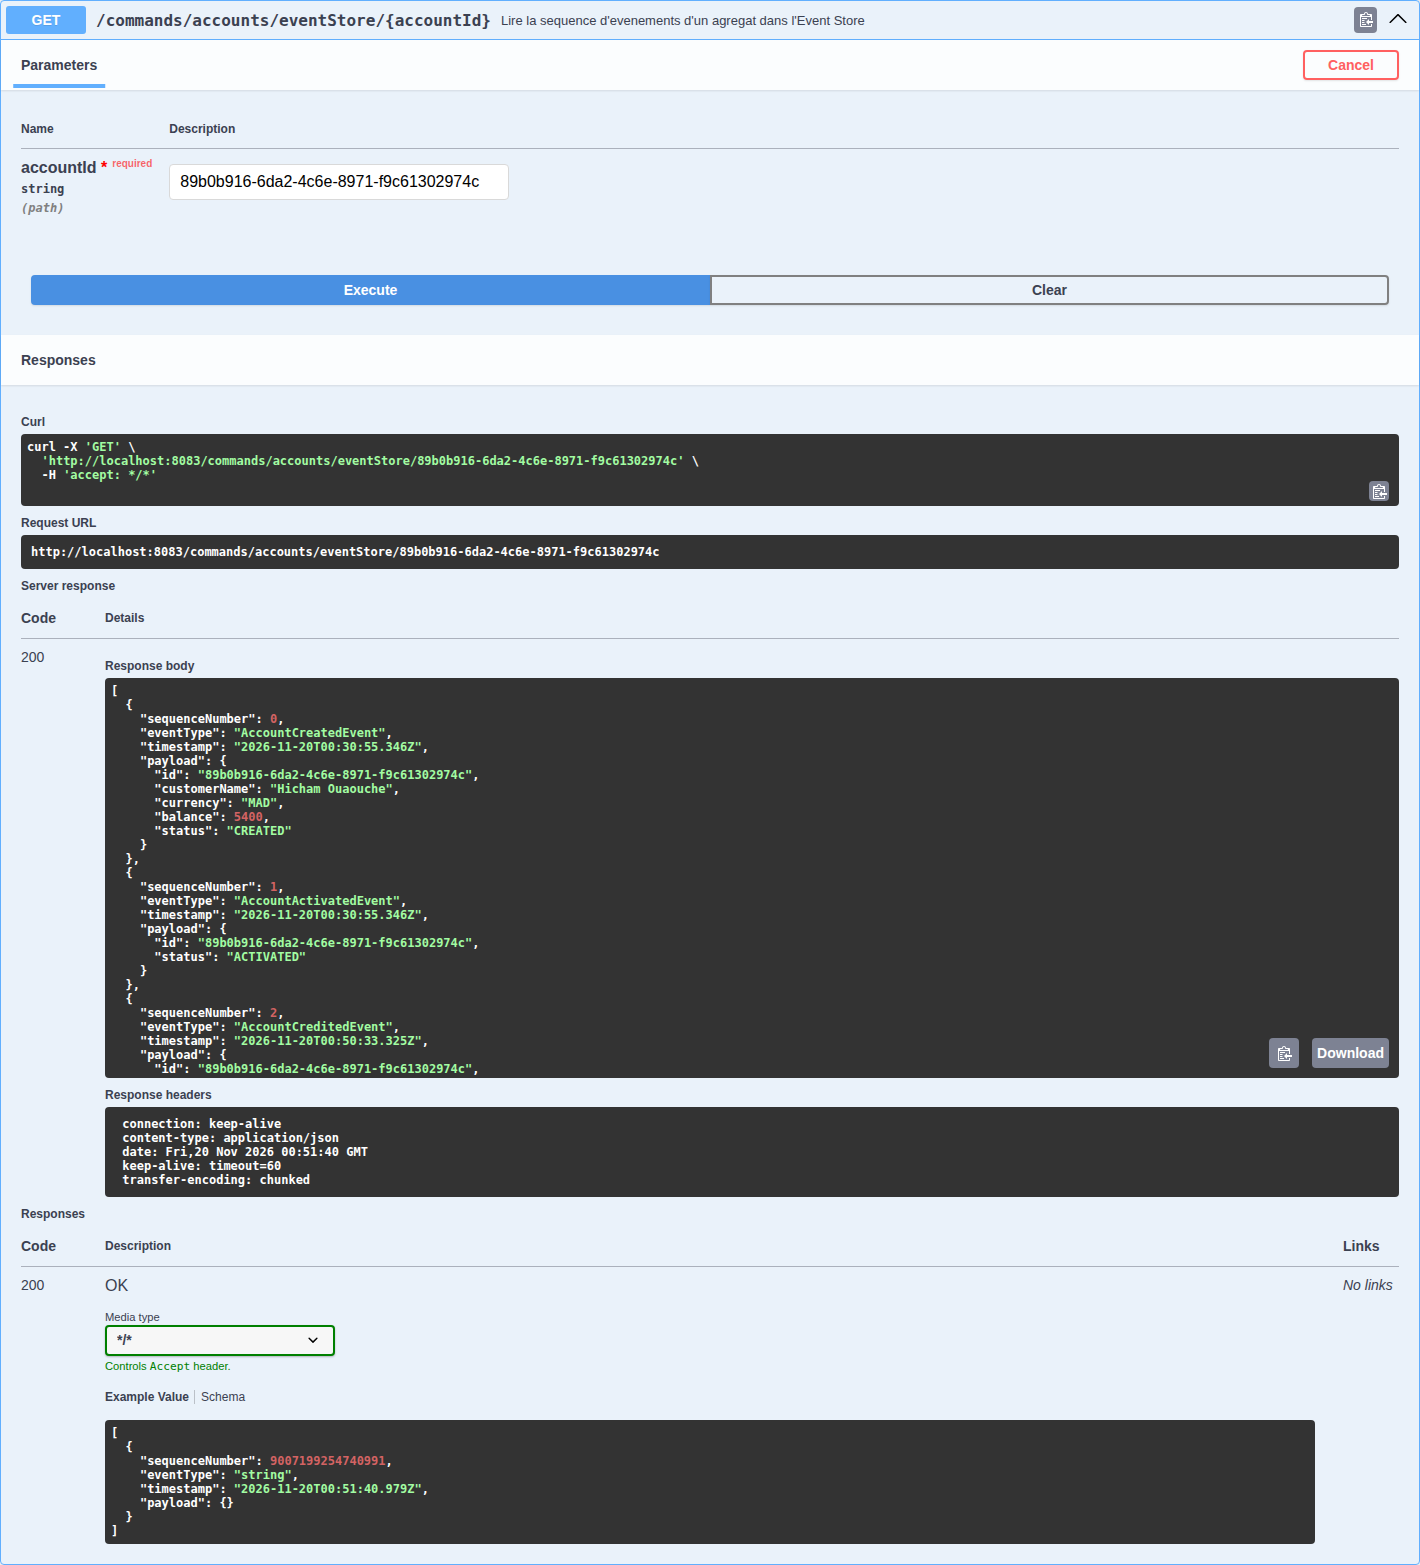 GET /commands/accounts/eventStore/{accountId} Lire la sequence d'evenements d'un agregat dans l'Event Store
Parameters
Cancel
Name Description
accountId * required
string
(path)
89b0b916-6da2-4c6e-8971-f9c61302974c
Execute Clear
Responses
Curl
curl -X 'GET' \
  'http://localhost:8083/commands/accounts/eventStore/89b0b916-6da2-4c6e-8971-f9c61302974c' \
  -H 'accept: */*'
Request URL
http://localhost:8083/commands/accounts/eventStore/89b0b916-6da2-4c6e-8971-f9c61302974c
Server response
Code Details
200
Response body
[
  {
    "sequenceNumber": 0,
    "eventType": "AccountCreatedEvent",
    "timestamp": "2026-11-20T00:30:55.346Z",
    "payload": {
      "id": "89b0b916-6da2-4c6e-8971-f9c61302974c",
      "customerName": "Hicham Ouaouche",
      "currency": "MAD",
      "balance": 5400,
      "status": "CREATED"
    }
  },
  {
    "sequenceNumber": 1,
    "eventType": "AccountActivatedEvent",
    "timestamp": "2026-11-20T00:30:55.346Z",
    "payload": {
      "id": "89b0b916-6da2-4c6e-8971-f9c61302974c",
      "status": "ACTIVATED"
    }
  },
  {
    "sequenceNumber": 2,
    "eventType": "AccountCreditedEvent",
    "timestamp": "2026-11-20T00:50:33.325Z",
    "payload": {
      "id": "89b0b916-6da2-4c6e-8971-f9c61302974c",
Download
Response headers
connection: keep-alive
content-type: application/json
date: Fri,20 Nov 2026 00:51:40 GMT
keep-alive: timeout=60
transfer-encoding: chunked
Responses
Code Description Links
200 OK No links
Media type
*/*
Controls Accept header.
Example Value Schema
[
  {
    "sequenceNumber": 9007199254740991,
    "eventType": "string",
    "timestamp": "2026-11-20T00:51:40.979Z",
    "payload": {}
  }
]